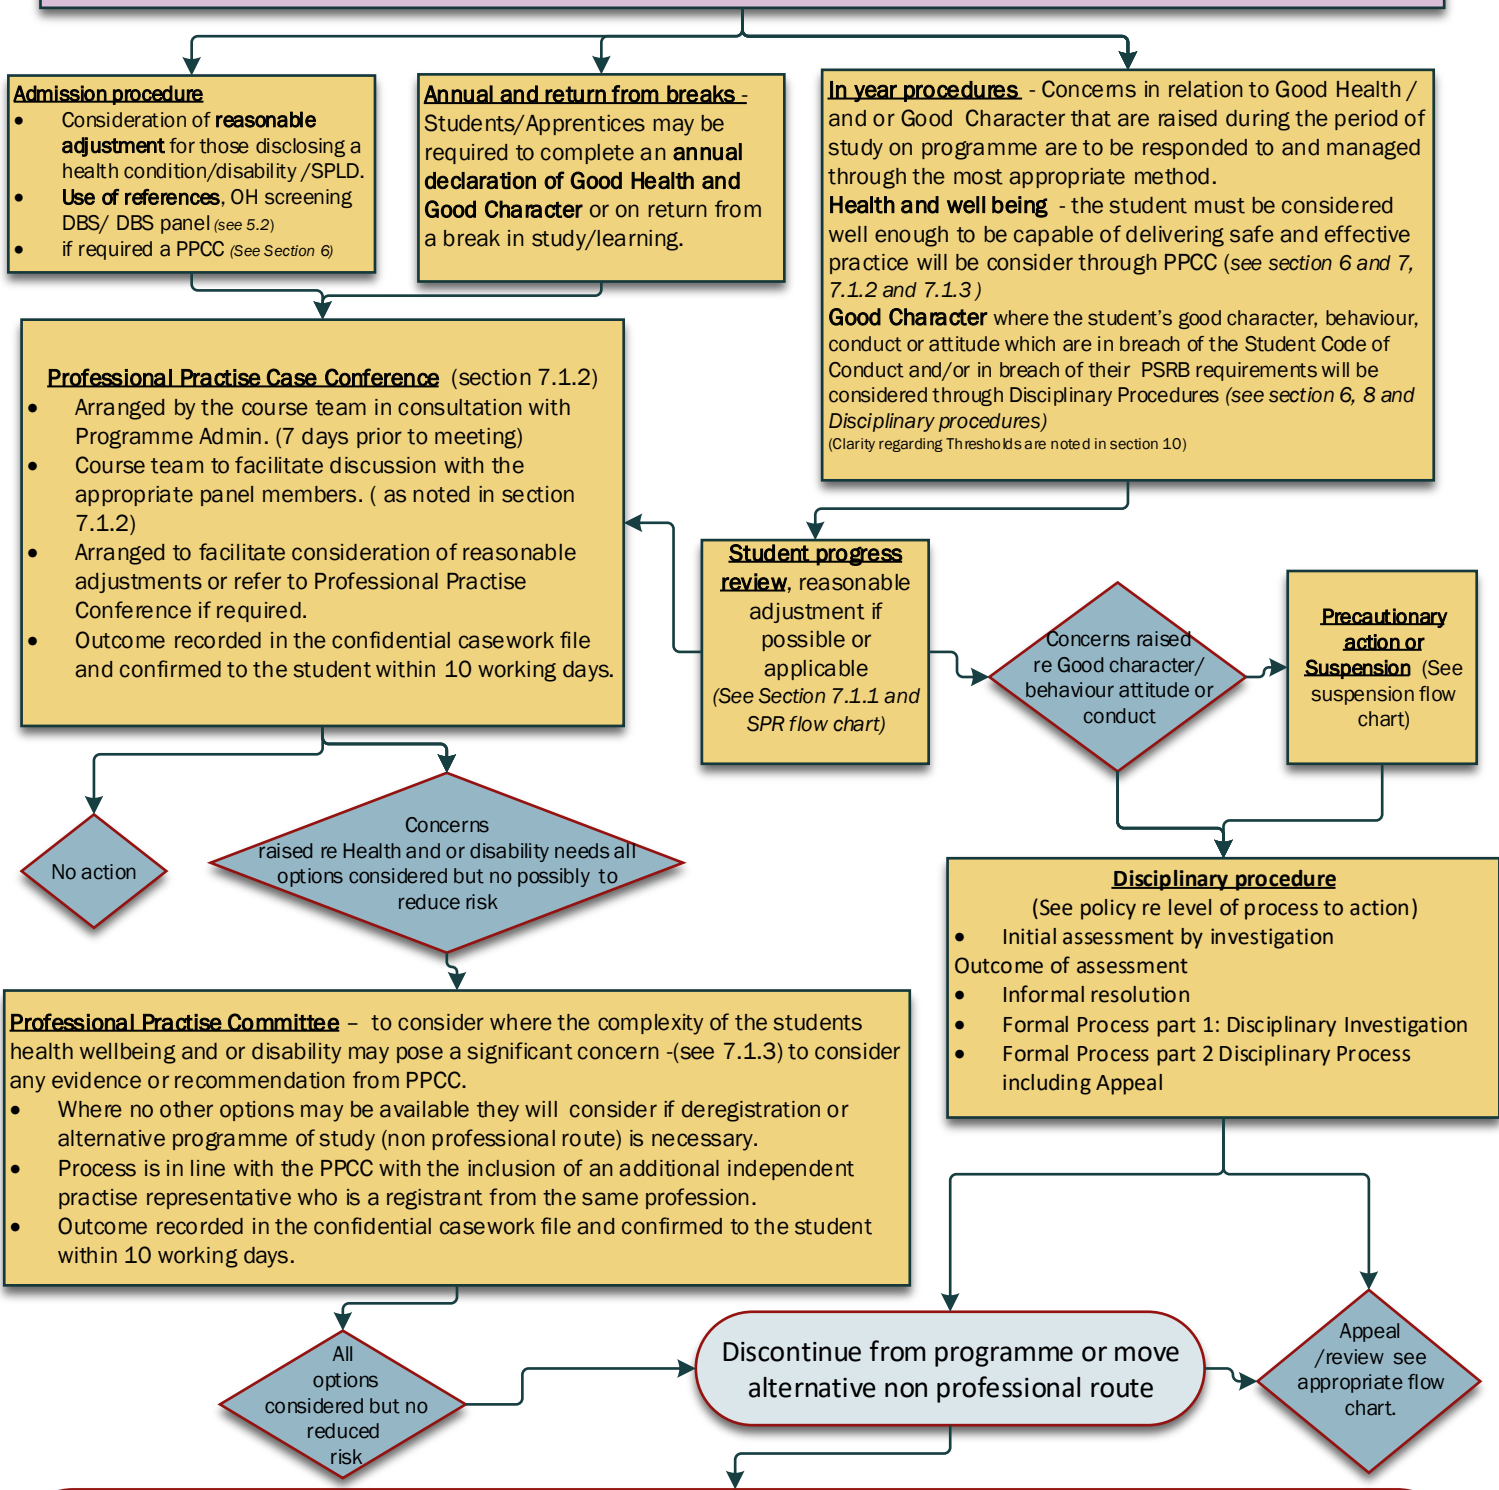 Admission procedure
• Consideration of reasonable
adjustment for those disclosing a
health condition/disability /SPLD.
• Use of references, OH screening
DBS/ DBS panel (see 5.2)
• if required a PPCC (See Section 6)
Annual and return from breaks -
Students/Apprentices may be
required to complete an annual
declaration of Good Health and
Good Character or on return from
a break in study/learning.
In year procedures - Concerns in relation to Good Health /
and or Good Character that are raised during the period of
study on programme are to be responded to and managed
through the most appropriate method.
Health and well being - the student must be considered
well enough to be capable of delivering safe and effective
practice will be consider through PPCC (see section 6 and 7,
7.1.2 and 7.1.3 )
Good Character where the student's good character, behaviour,
conduct or attitude which are in breach of the Student Code of
Conduct and/or in breach of their PSRB requirements will be
considered through Disciplinary Procedures (see section 6, 8 and
Disciplinary procedures)
(Clarity regarding Thresholds are noted in section 10)
Professional Practise Case Conference (section 7.1.2)
• Arranged by the course team in consultation with
Programme Admin. (7 days prior to meeting)
• Course team to facilitate discussion with the
appropriate panel members. ( as noted in section
7.1.2)
• Arranged to facilitate consideration of reasonable
adjustments or refer to Professional Practise
Conference if required.
• Outcome recorded in the confidential casework file
and confirmed to the student within 10 working days.
Student progress
review, reasonable
adjustment if
possible or
applicable
(See Section 7.1.1 and
SPR flow chart)
Concerns raised
re Good character/
behaviour attitude or
conduct
Precautionary
action or
Suspension (See
suspension flow
chart)
No action
Concerns
raised re Health and or disability needs all
options considered but no possibly to
reduce risk
Disciplinary procedure
(See policy re level of process to action)
• Initial assessment by investigation
Outcome of assessment
• Informal resolution
• Formal Process part 1: Disciplinary Investigation
• Formal Process part 2 Disciplinary Process
including Appeal
Professional Practise Committee – to consider where the complexity of the students
health wellbeing and or disability may pose a significant concern -(see 7.1.3) to consider
any evidence or recommendation from PPCC.
• Where no other options may be available they will consider if deregistration or
alternative programme of study (non professional route) is necessary.
• Process is in line with the PPCC with the inclusion of an additional independent
practise representative who is a registrant from the same profession.
• Outcome recorded in the confidential casework file and confirmed to the student
within 10 working days.
All
options
considered but no
reduced
risk
Discontinue from programme or move
alternative non professional route
Appeal
/review see
appropriate flow
chart.